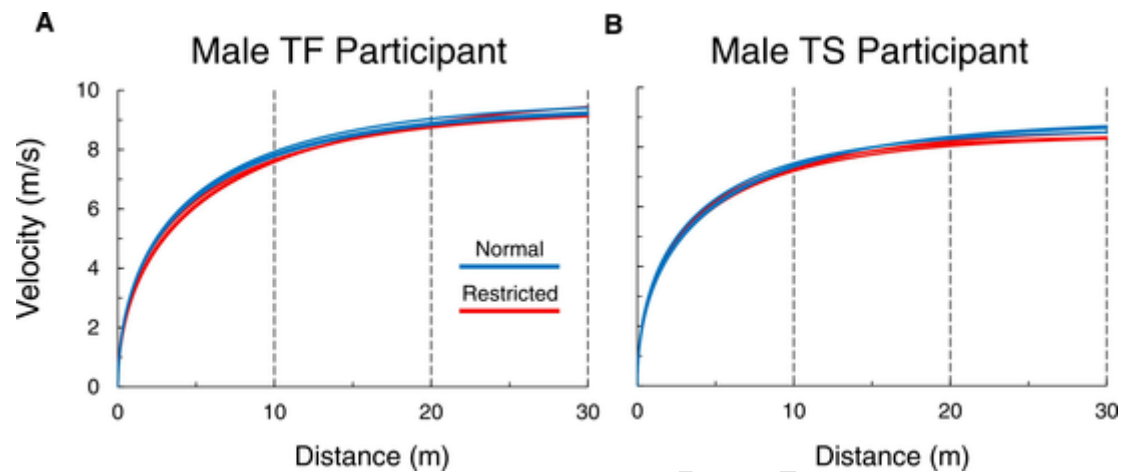 A
Male TF Participant
B
Male TS Participant
10
8
6
4
2
0
Velocity (m/s)
Normal
Restricted
0
10
20
30
0
10
20
30
Distance (m)
Distance (m)